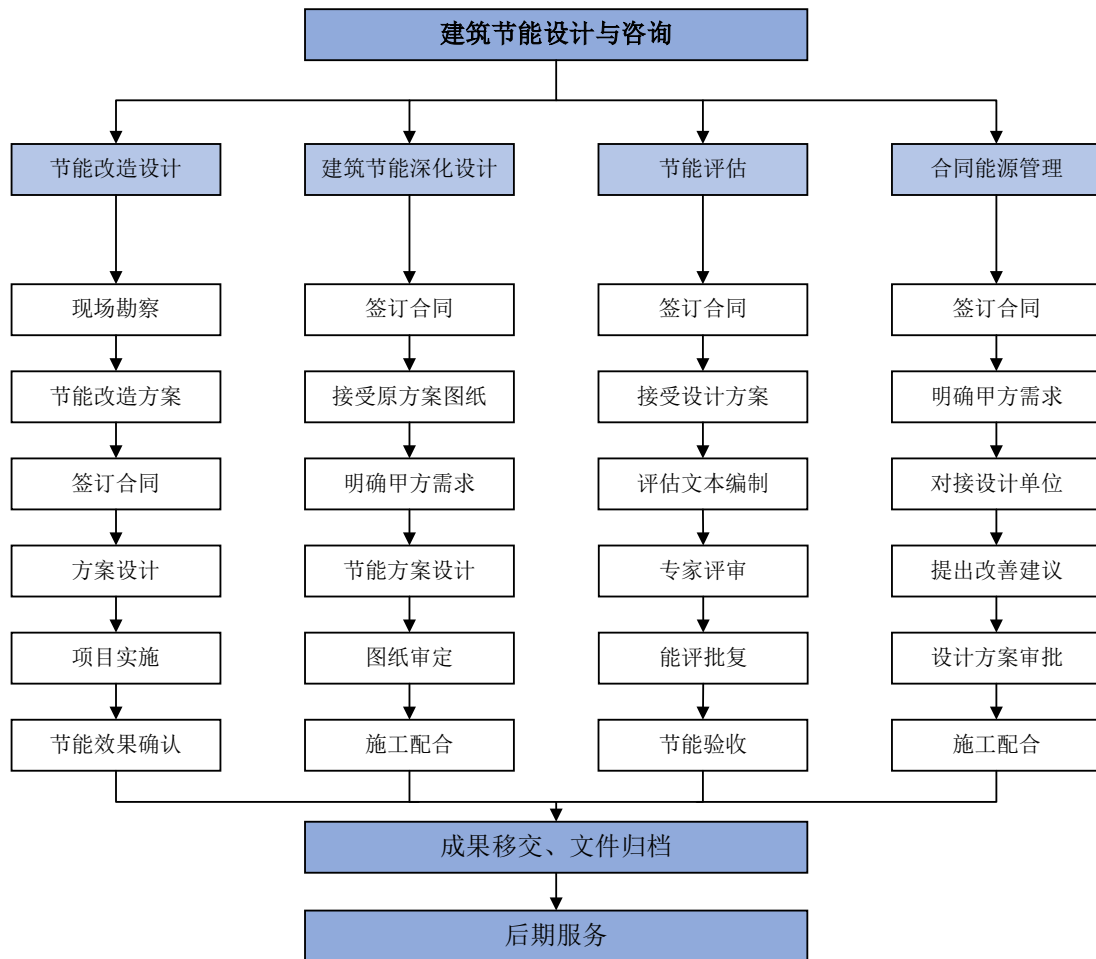 建筑节能设计与咨询
节能改造设计
建筑节能深化设计
节能评估
合同能源管理
现场勘察
签订合同
签订合同
签订合同
节能改造方案
接受原方案图纸
接受设计方案
明确甲方需求
签订合同
明确甲方需求
评估文本编制
对接设计单位
方案设计
节能方案设计
专家评审
提出改善建议
项目实施
图纸审定
能评批复
设计方案审批
节能效果确认
施工配合
节能验收
施工配合
成果移交、文件归档
后期服务